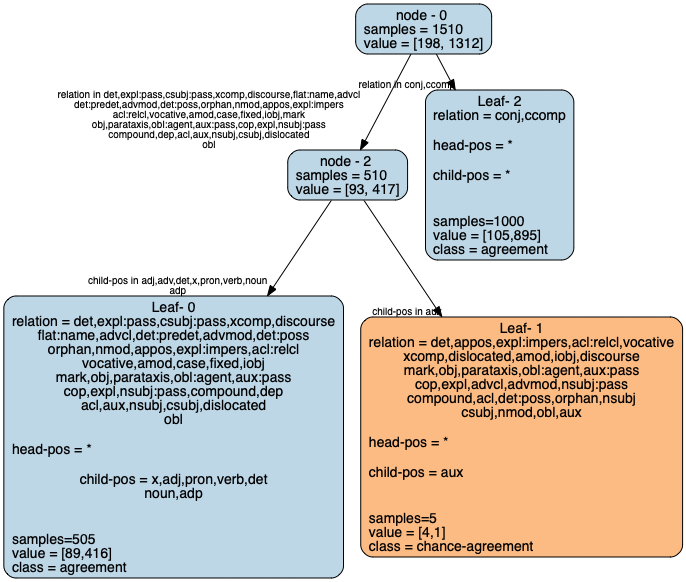 node - 0
samples = 1510
value = [198, 1312]
relation in det,expl:pass,csubj:pass,xcomp,discourse,flat:name,advcl
det:predet,advmod,det:poss,orphan,nmod,appos,expl:impers
acl:relcl,vocative,amod,case,fixed,iobj,mark
obj,parataxis,obl:agent,aux:pass,cop,expl,nsubj:pass
compound,dep,acl,aux,nsubj,csubj,dislocated
obl
relation in conj,ccomp
Leaf- 2
relation = conj,ccomp
head-pos = *
child-pos = *
samples=1000
value = [105,895]
class = agreement
node - 2
samples = 510
value = [93, 417]
child-pos in adj,adv,det,x,pron,verb,noun
adp
child-pos in aux
Leaf- 0
relation = det,expl:pass,csubj:pass,xcomp,discourse
flat:name,advcl,det:predet,advmod,det:poss
orphan,nmod,appos,expl:impers,acl:relcl
vocative,amod,case,fixed,iobj
mark,obj,parataxis,obl:agent,aux:pass
cop,expl,nsubj:pass,compound,dep
acl,aux,nsubj,csubj,dislocated
obl
head-pos = *
child-pos = x,adj,pron,verb,det
noun,adp
samples=505
value = [89,416]
class = agreement
Leaf- 1
relation = det,appos,expl:impers,acl:relcl,vocative
xcomp,dislocated,amod,iobj,discourse
mark,obj,parataxis,obl:agent,aux:pass
cop,expl,advcl,advmod,nsubj:pass
compound,acl,det:poss,orphan,nsubj
csubj,nmod,obl,aux
head-pos = *
child-pos = aux
samples=5
value = [4,1]
class = chance-agreement